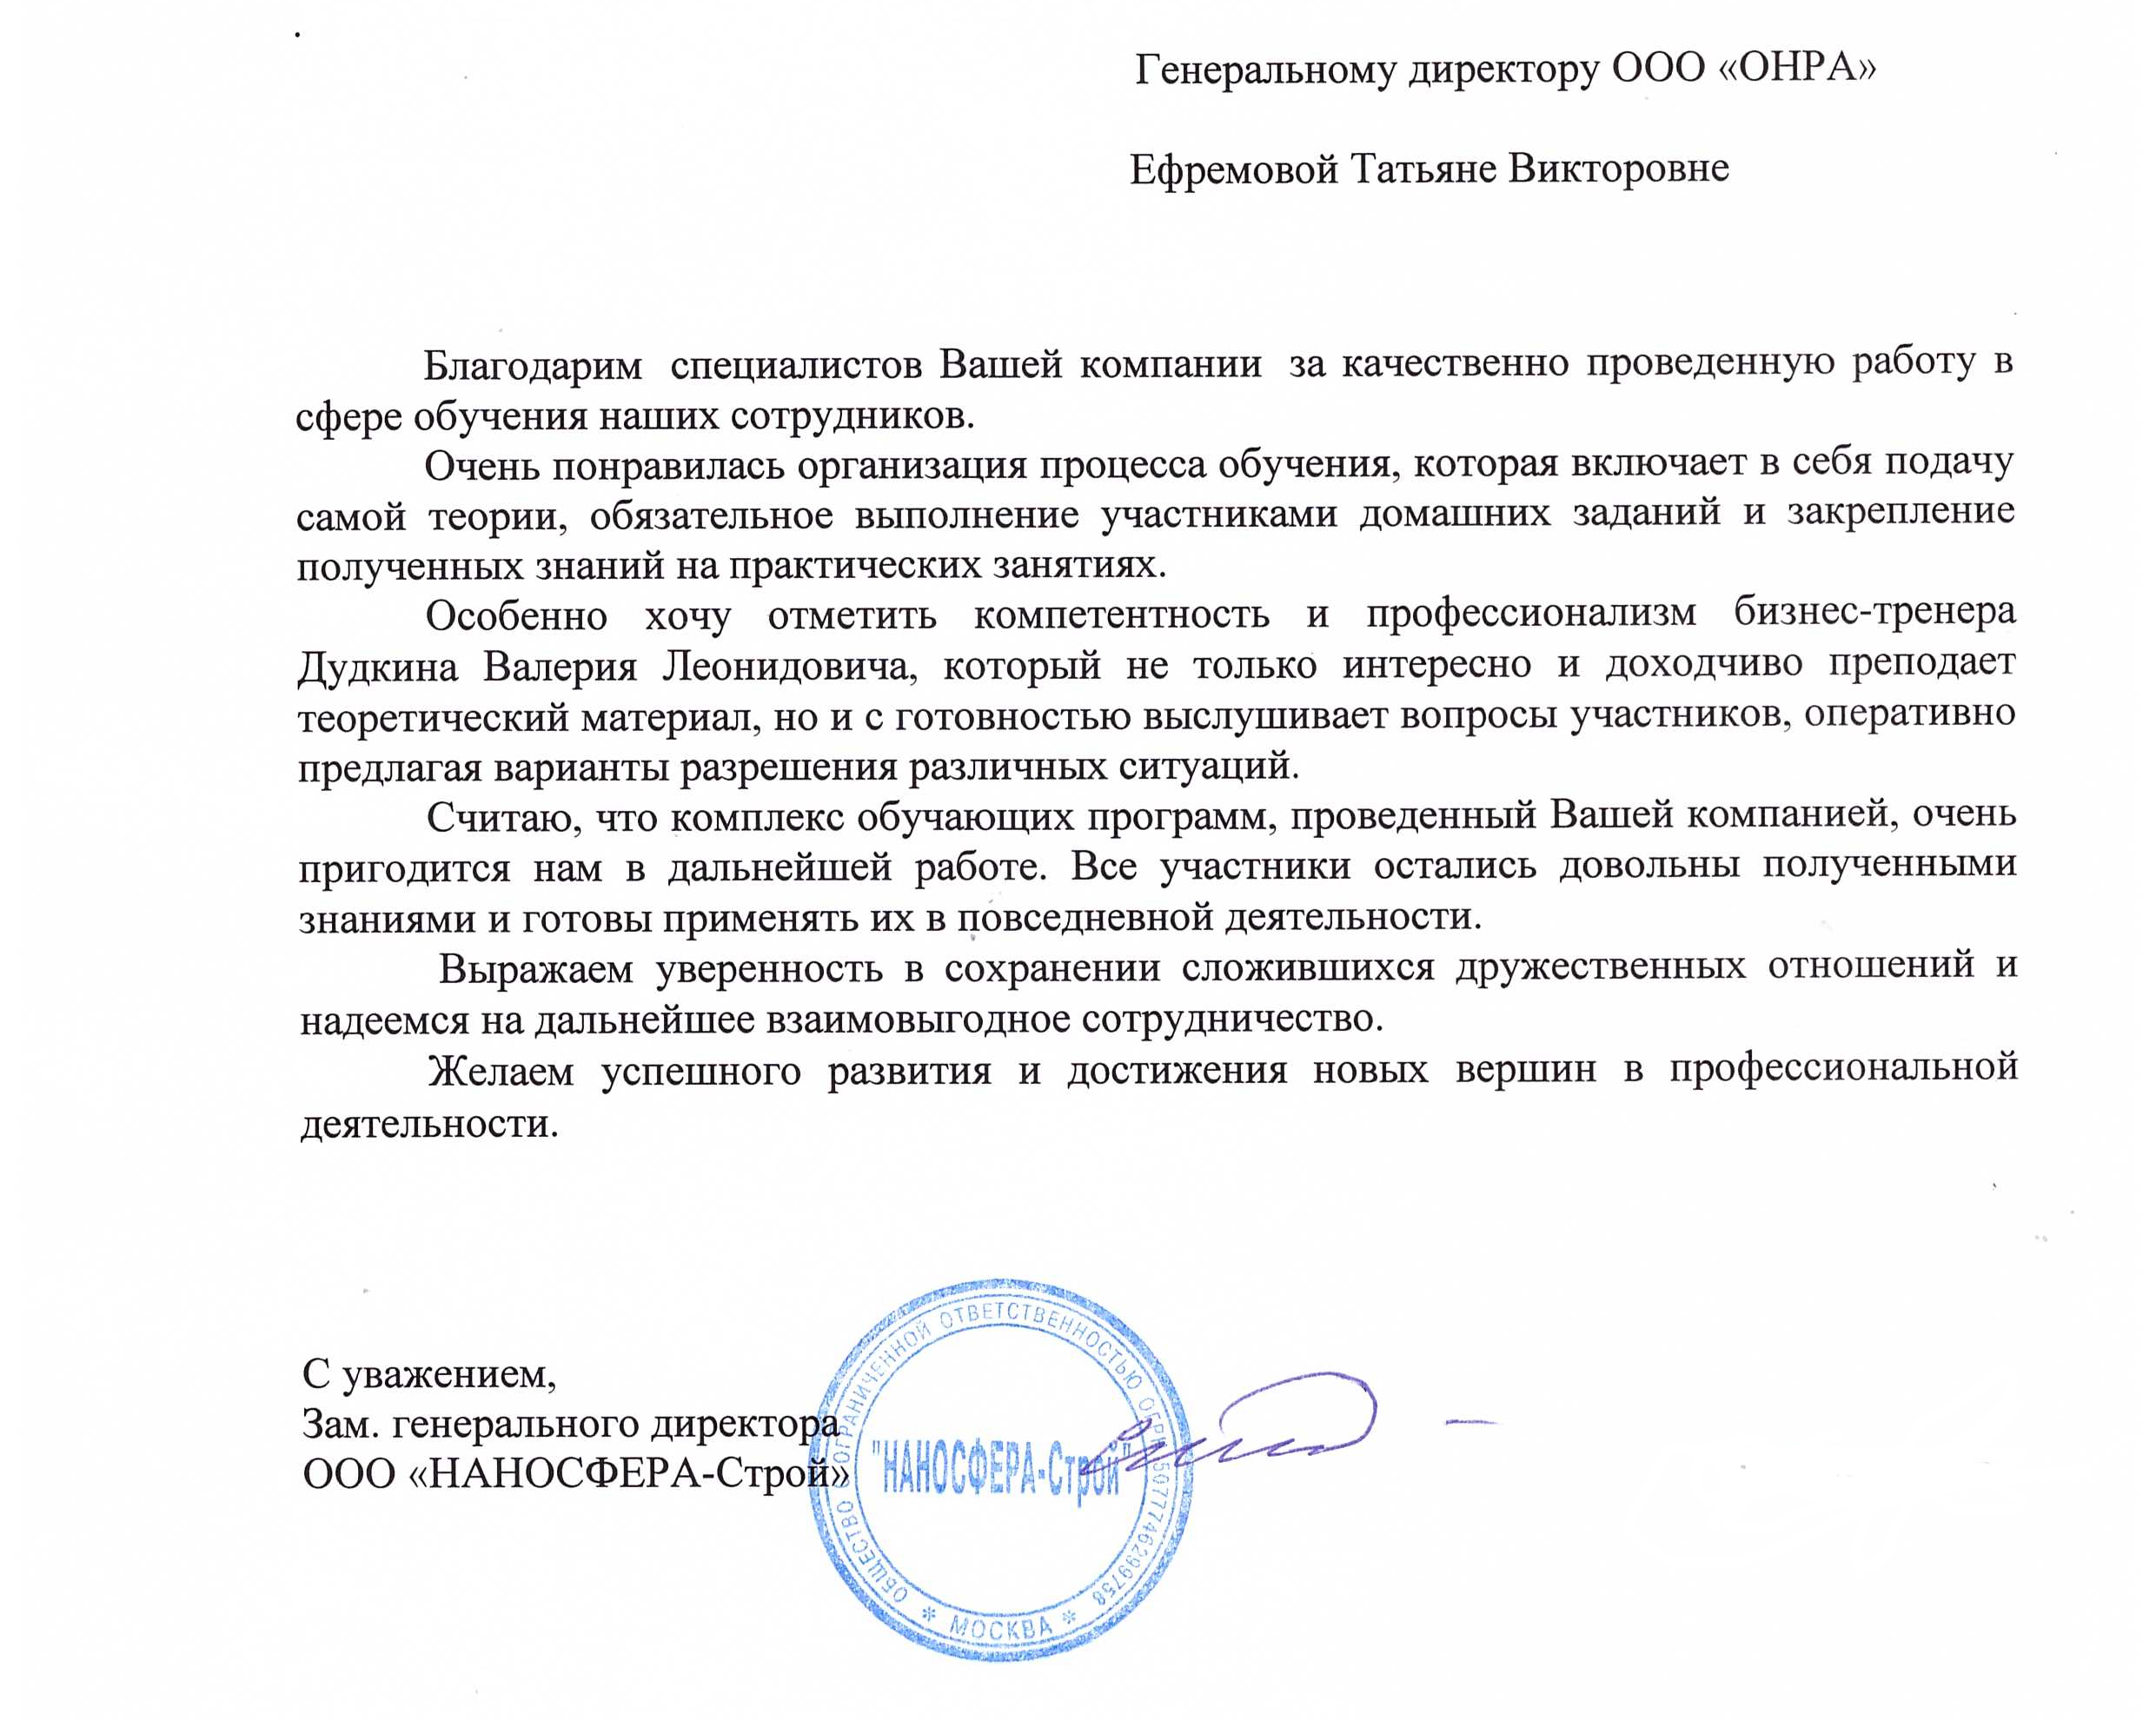 Генеральному директору ООО «ОНРА»
Ефремовой Татьяне Викторовне
Благодарим специалистов Вашей компании за качественно проведенную работу в
сфере обучения наших сотрудников.
Очень понравилась организация процесса обучения, которая включает в себя подачу
самой теории, обязательное выполнение участниками домашних заданий и закрепление
полученных знаний на практических занятиях.
Особенно хочу отметить компетентность и профессионализм бизнес-тренера
Дудкина Валерия Леонидовича, который не только интересно и доходчиво преподает
теоретический материал, но и с готовностью выслушивает вопросы участников, оперативно
предлагая варианты разрешения различных ситуаций.
Считаю, что комплекс обучающих программ, проведенный Вашей компанией, очень
пригодится нам в дальнейшей работе. Все участники остались довольны полученными
знаниями и готовы применять их в повседневной деятельности.
Выражаем уверенность в сохранении сложившихся дружественных отношений и
надеемся на дальнейшее взаимовыгодное сотрудничество.
Желаем успешного развития и достижения новых вершин в профессиональной
деятельности.
С уважением,
Зам. генерального директора
ООО «НАНОСФЕРА-Строй»
ОБЩЕСТВО С ОГРАНИЧЕННОЙ ОТВЕТСТВЕННОСТЬЮ ОГРН
"НАНОСФЕРА-Строй"
* МОСКВА *